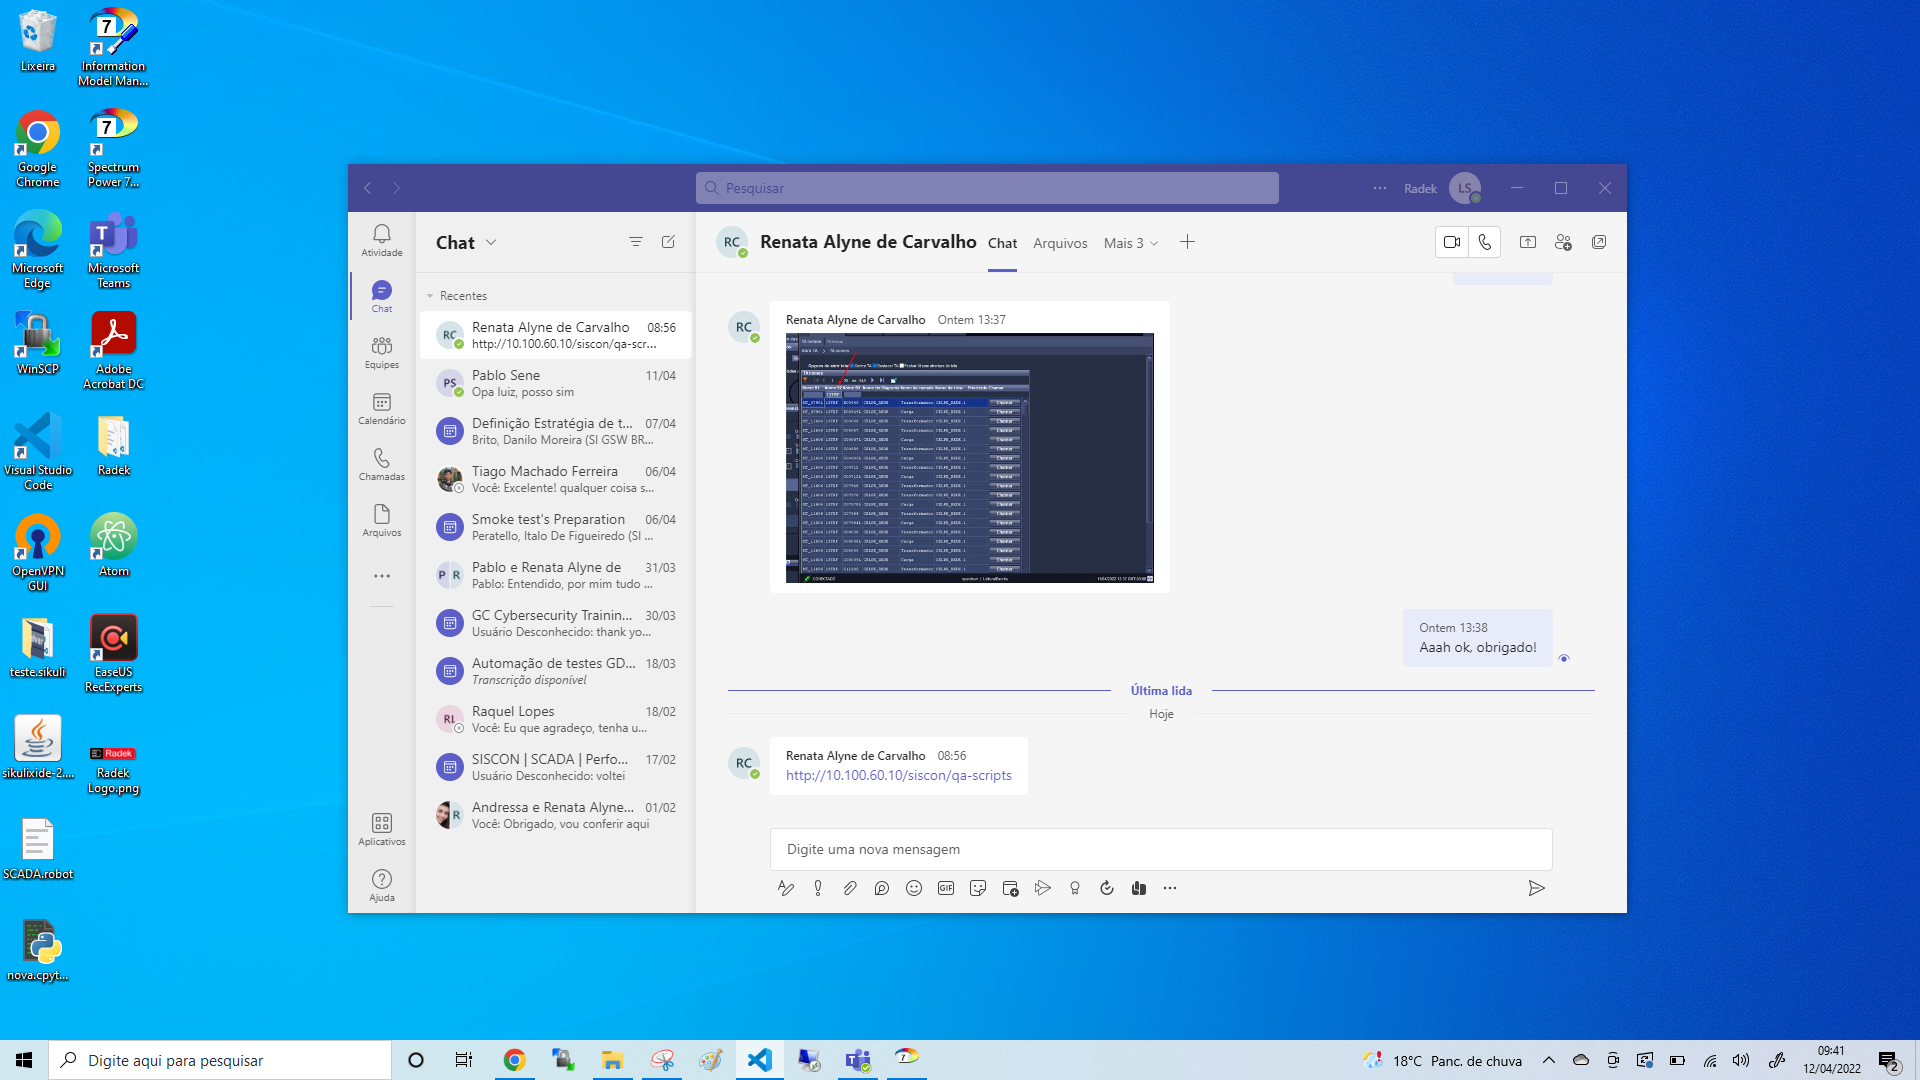 Lixeira
Information
Model Man...
Google
Chrome
Spectrum
Power 7...
Microsoft
Edge
Microsoft
Teams
WinSCP
Adobe
Acrobat DC
Visual Studio
Code
Radek
OpenVPN
GUI
Atom
teste.sikuli
EaseUS
RecExperts
sikulixide-2....
Radek
Radek
Logo.png
SCADA.robot
nova.cpyt...
Pesquisar
Radek
LS
Atividade
Chat
Equipes
Calendário
Chamadas
Arquivos
Aplicativos
Ajuda
Chat
Recentes
RC
Renata Alyne de Carvalho 08:56
http://10.100.60.10/siscon/qa-scr...
PS
Pablo Sene 11/04
Opa luiz, posso sim
Definição Estratégia de t... 07/04
Brito, Danilo Moreira (SI GSW BR...
Tiago Machado Ferreira 06/04
Você: Excelente! qualquer coisa s...
Smoke test's Preparation 06/04
Peratello, Italo De Figueiredo (SI ...
P R
Pablo e Renata Alyne de 31/03
Pablo: Entendido, por mim tudo ...
GC Cybersecurity Trainin... 30/03
Usuário Desconhecido: thank yo...
Automação de testes GD... 18/03
Transcrição disponível
RL
Raquel Lopes 18/02
Você: Eu que agradeço, tenha u...
SISCON | SCADA | Perfo... 17/02
Usuário Desconhecido: voltei
R
Andressa e Renata Alyne... 01/02
Você: Obrigado, vou conferir aqui
RC
Renata Alyne de Carvalho Chat Arquivos Mais 3
RC
Renata Alyne de Carvalho Ontem 13:37
Ontem 13:38
Aaah ok, obrigado!
Última lida
Hoje
RC
Renata Alyne de Carvalho 08:56
http://10.100.60.10/siscon/qa-scripts
Digite uma nova mensagem
GIF
Digite aqui para pesquisar
18°C Panc. de chuva
09:41
12/04/2022
2